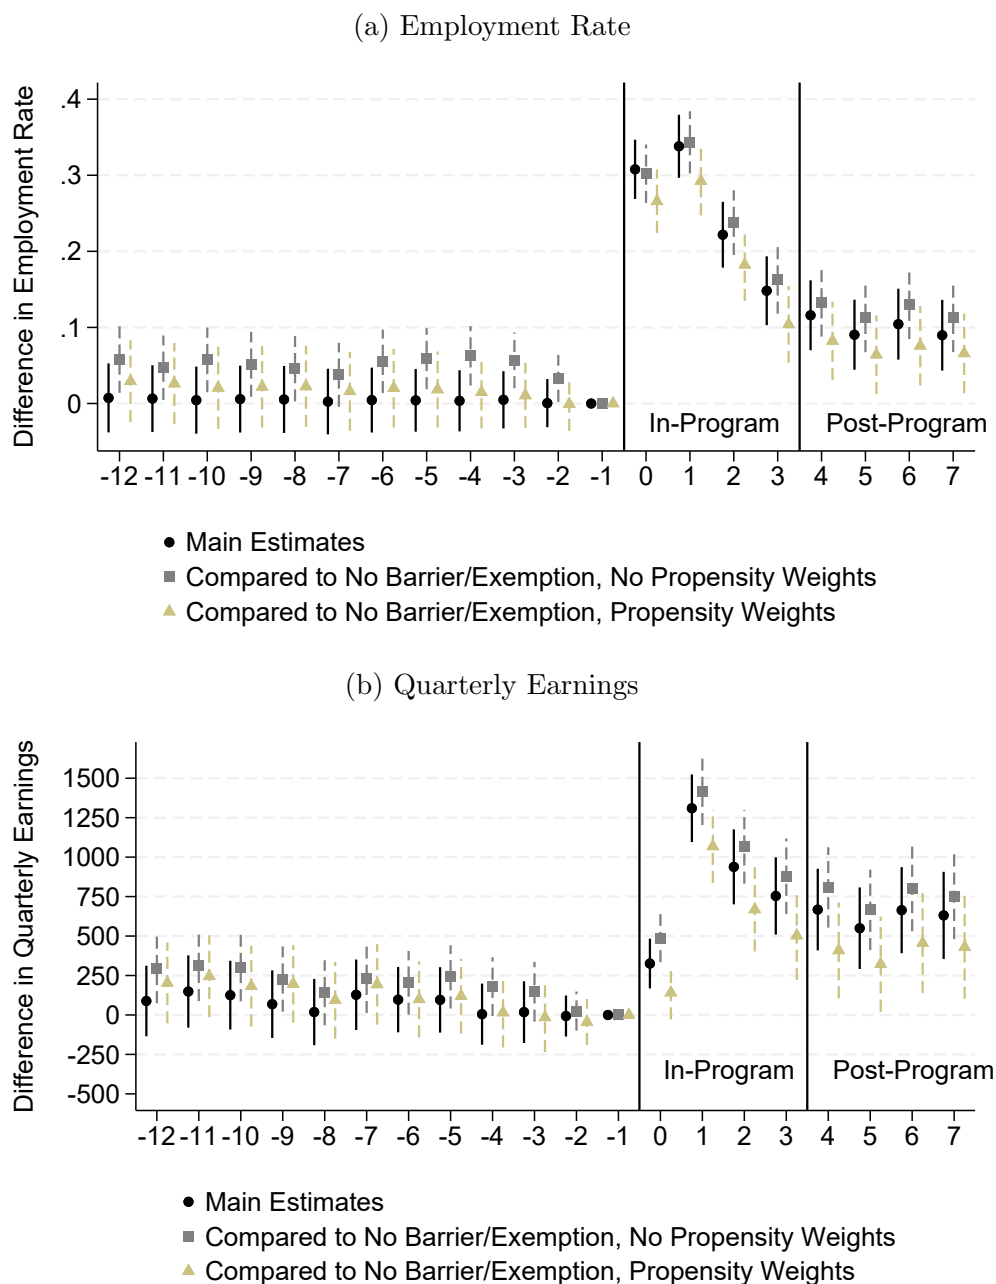 (a) Employment Rate
Difference in Employment Rate
.4
.3
.2
.1
0
In-Program
Post-Program
-12 -11 -10 -9 -8 -7 -6 -5 -4 -3 -2 -1 0 1 2 3 4 5 6 7
Main Estimates
Compared to No Barrier/Exemption, No Propensity Weights
Compared to No Barrier/Exemption, Propensity Weights
(b) Quarterly Earnings
Difference in Quarterly Earnings
1500
1250
1000
750
500
250
0
-250
-500
In-Program
Post-Program
-12 -11 -10 -9 -8 -7 -6 -5 -4 -3 -2 -1 0 1 2 3 4 5 6 7
Main Estimates
Compared to No Barrier/Exemption, No Propensity Weights
Compared to No Barrier/Exemption, Propensity Weights